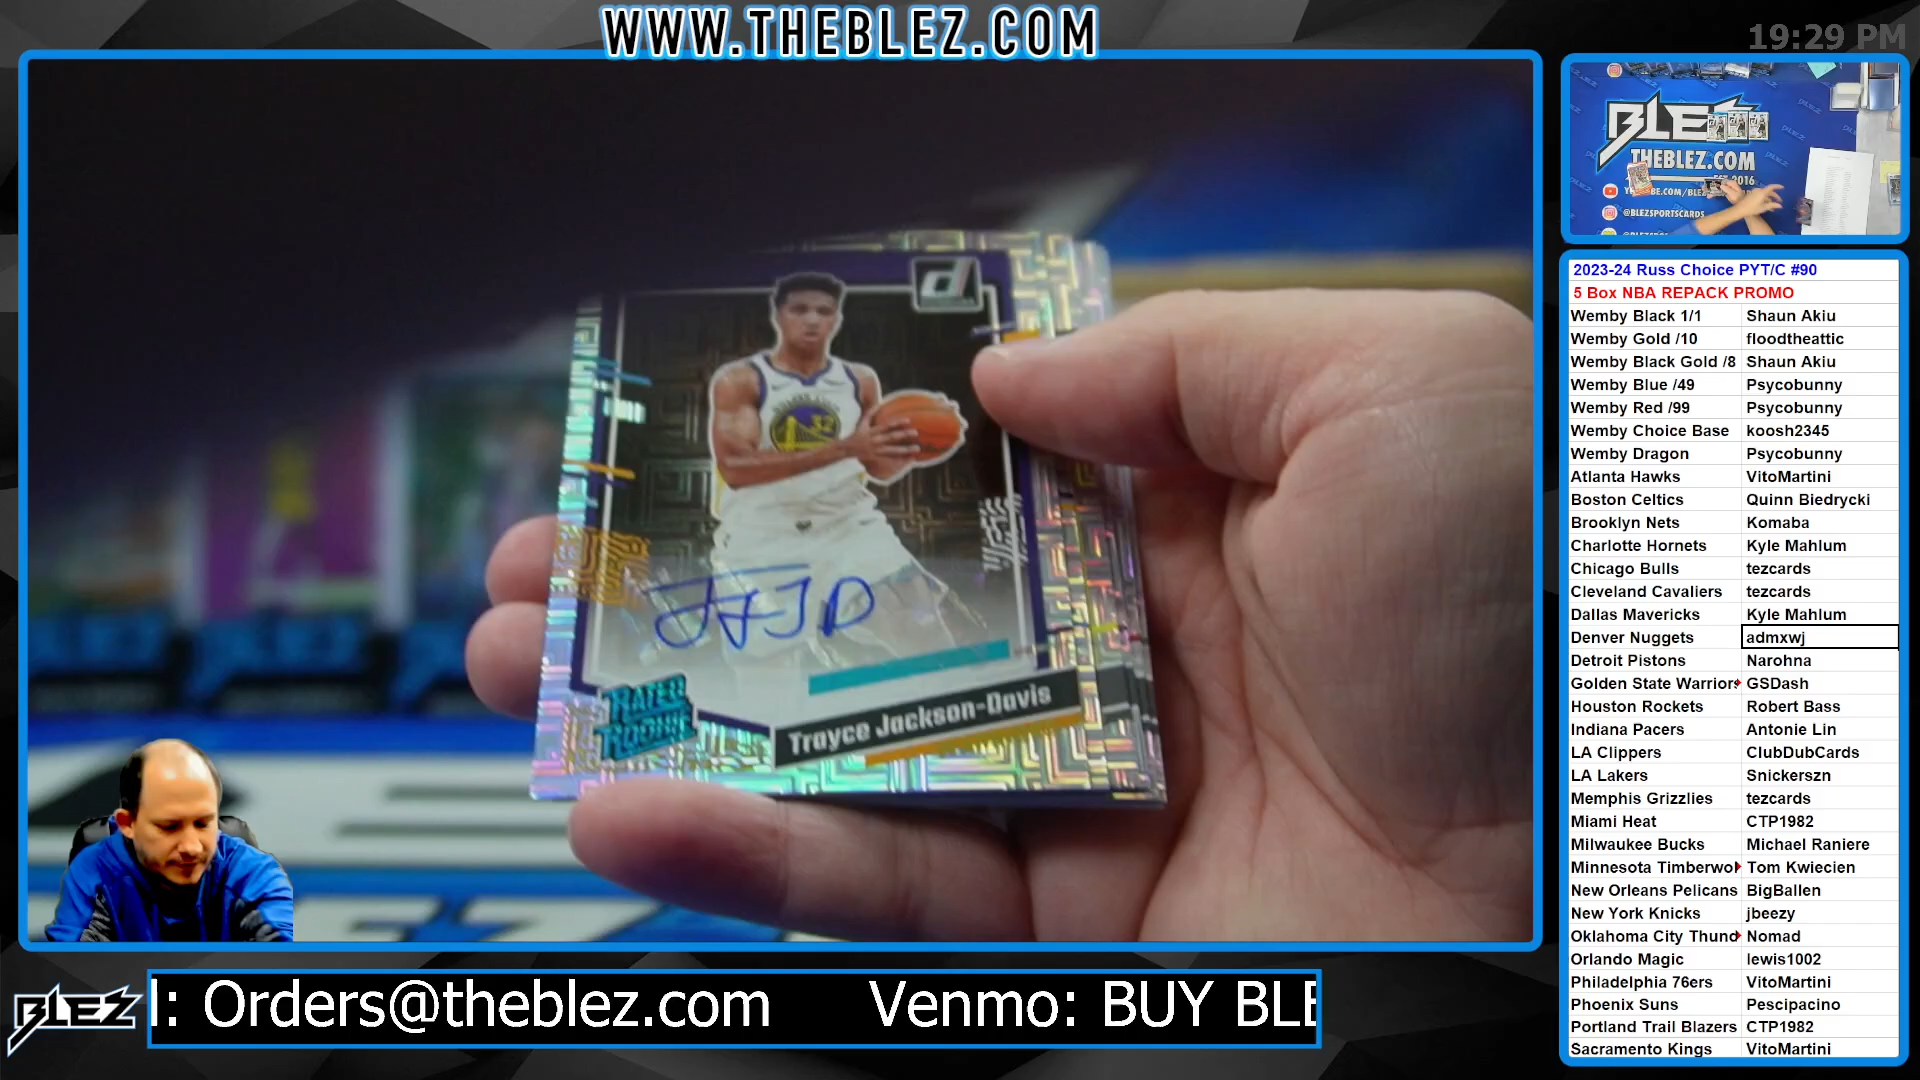 WWW.THEBLEZ.COM
19:29 PM
BLEZ
THEBLEZ.COM
2016
@BLEZSPORTSCARDS
d
32
TJD
RATED ROOKIE
Trayce Jackson-Davis
2023-24 Russ Choice PYT/C #90
5 Box NBA REPACK PROMO
Wemby Black 1/1 Shaun Akiu
Wemby Gold /10 floodtheattic
Wemby Black Gold /8 Shaun Akiu
Wemby Blue /49 Psycobunny
Wemby Red /99 Psycobunny
Wemby Choice Base koosh2345
Wemby Dragon Psycobunny
Atlanta Hawks VitoMartini
Boston Celtics Quinn Biedrycki
Brooklyn Nets Komaba
Charlotte Hornets Kyle Mahlum
Chicago Bulls tezcards
Cleveland Cavaliers tezcards
Dallas Mavericks Kyle Mahlum
Denver Nuggets admxwj
Detroit Pistons Narohna
Golden State Warriors GSDash
Houston Rockets Robert Bass
Indiana Pacers Antonie Lin
LA Clippers ClubDubCards
LA Lakers Snickerszn
Memphis Grizzlies tezcards
Miami Heat CTP1982
Milwaukee Bucks Michael Raniere
Minnesota Timberwol Tom Kwiecien
New Orleans Pelicans BigBallen
New York Knicks jbeezy
Oklahoma City Thund Nomad
Orlando Magic lewis1002
Philadelphia 76ers VitoMartini
Phoenix Suns Pescipacino
Portland Trail Blazers CTP1982
Sacramento Kings VitoMartini
BLEZ
l: Orders@theblez.com Venmo: BUY BLE